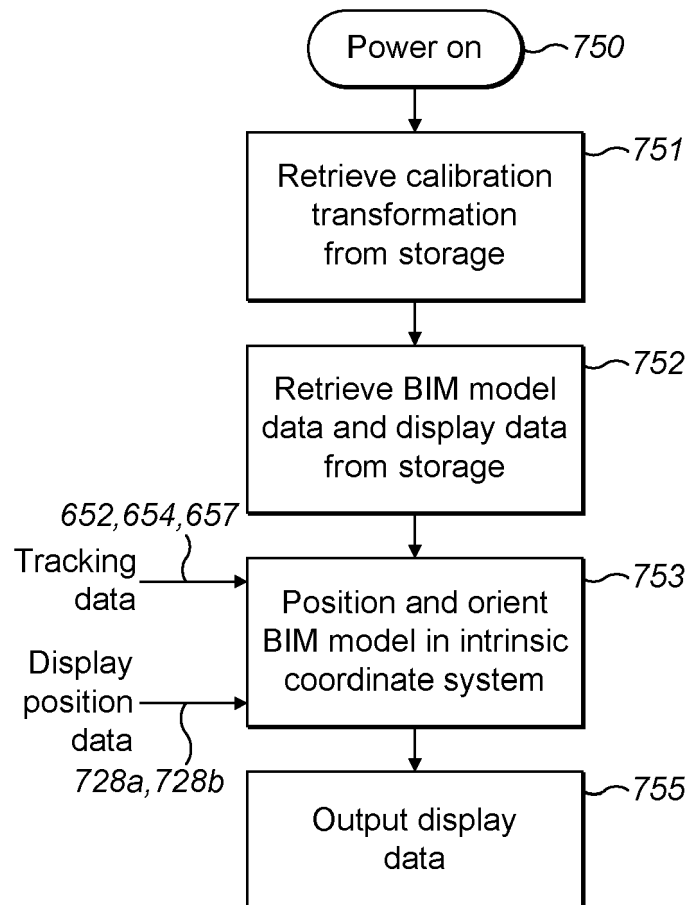 Power on
750
751
Retrieve calibration
transformation
from storage
752
Retrieve BIM model
data and display data
from storage
652,654,657
Tracking
data
753
Position and orient
BIM model in intrinsic
coordinate system
Display
position
data
728a,728b
755
Output display
data